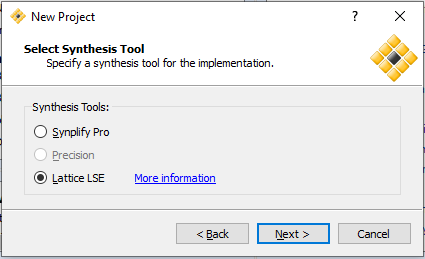 New Project
Select Synthesis Tool
Specify a synthesis tool for the implementation.
Synthesis Tools:
Synplify Pro
Precision
Lattice LSE More information
< Back Next > Cancel